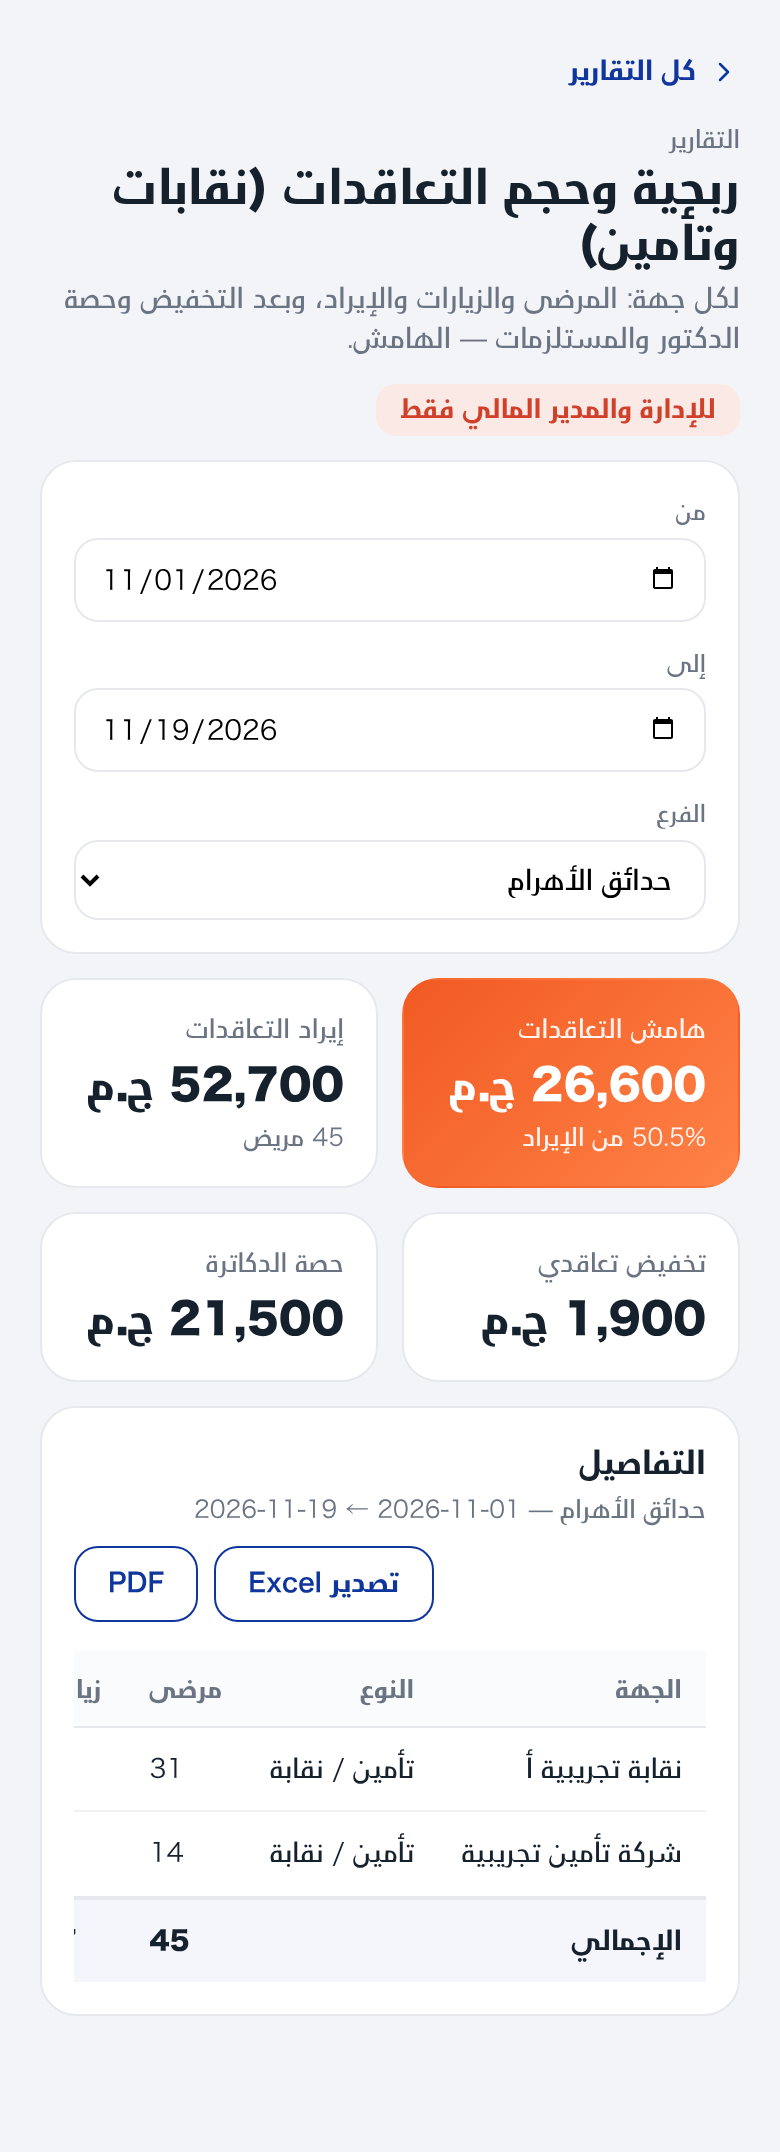 كل التقارير
التقارير
ربحية وحجم التعاقدات (نقابات
وتأمين)
لكل جهة: المرضى والزيارات والإيراد، وبعد التخفيض وحصة
الدكتور والمستلزمات — الهامش.
للإدارة والمدير المالي فقط
من
11/01/2026
إلى
11/19/2026
الفرع
حدائق الأهرام
هامش التعاقدات
26,600 ج.م
50.5% من الإيراد
إيراد التعاقدات
52,700 ج.م
45 مريض
تخفيض تعاقدي
1,900 ج.م
حصة الدكاترة
21,500 ج.م
التفاصيل
حدائق الأهرام — 2026-11-01 ← 2026-11-19
تصدير Excel PDF
الجهة النوع مرضى زيا
نقابة تجريبية أ تأمين / نقابة 31
شركة تأمين تجريبية تأمين / نقابة 14
الإجمالي 45